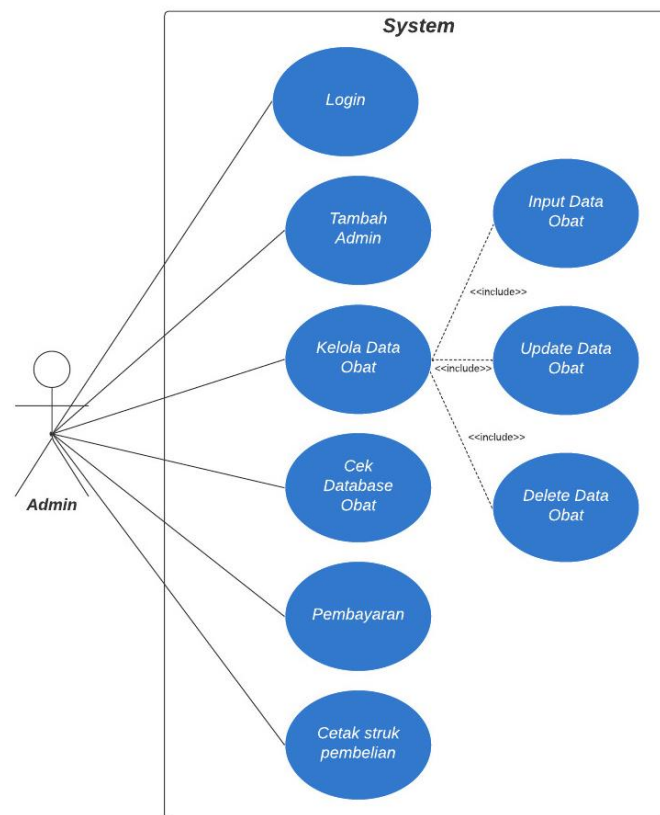 System
Login
Tambah
Admin
Input Data
Obat
<<include>>
Kelola Data
Obat
<<include>>
Update Data
Obat
<<include>>
Cek
Database
Obat
Delete Data
Obat
Admin
Pembayaran
Cetak struk
pembelian